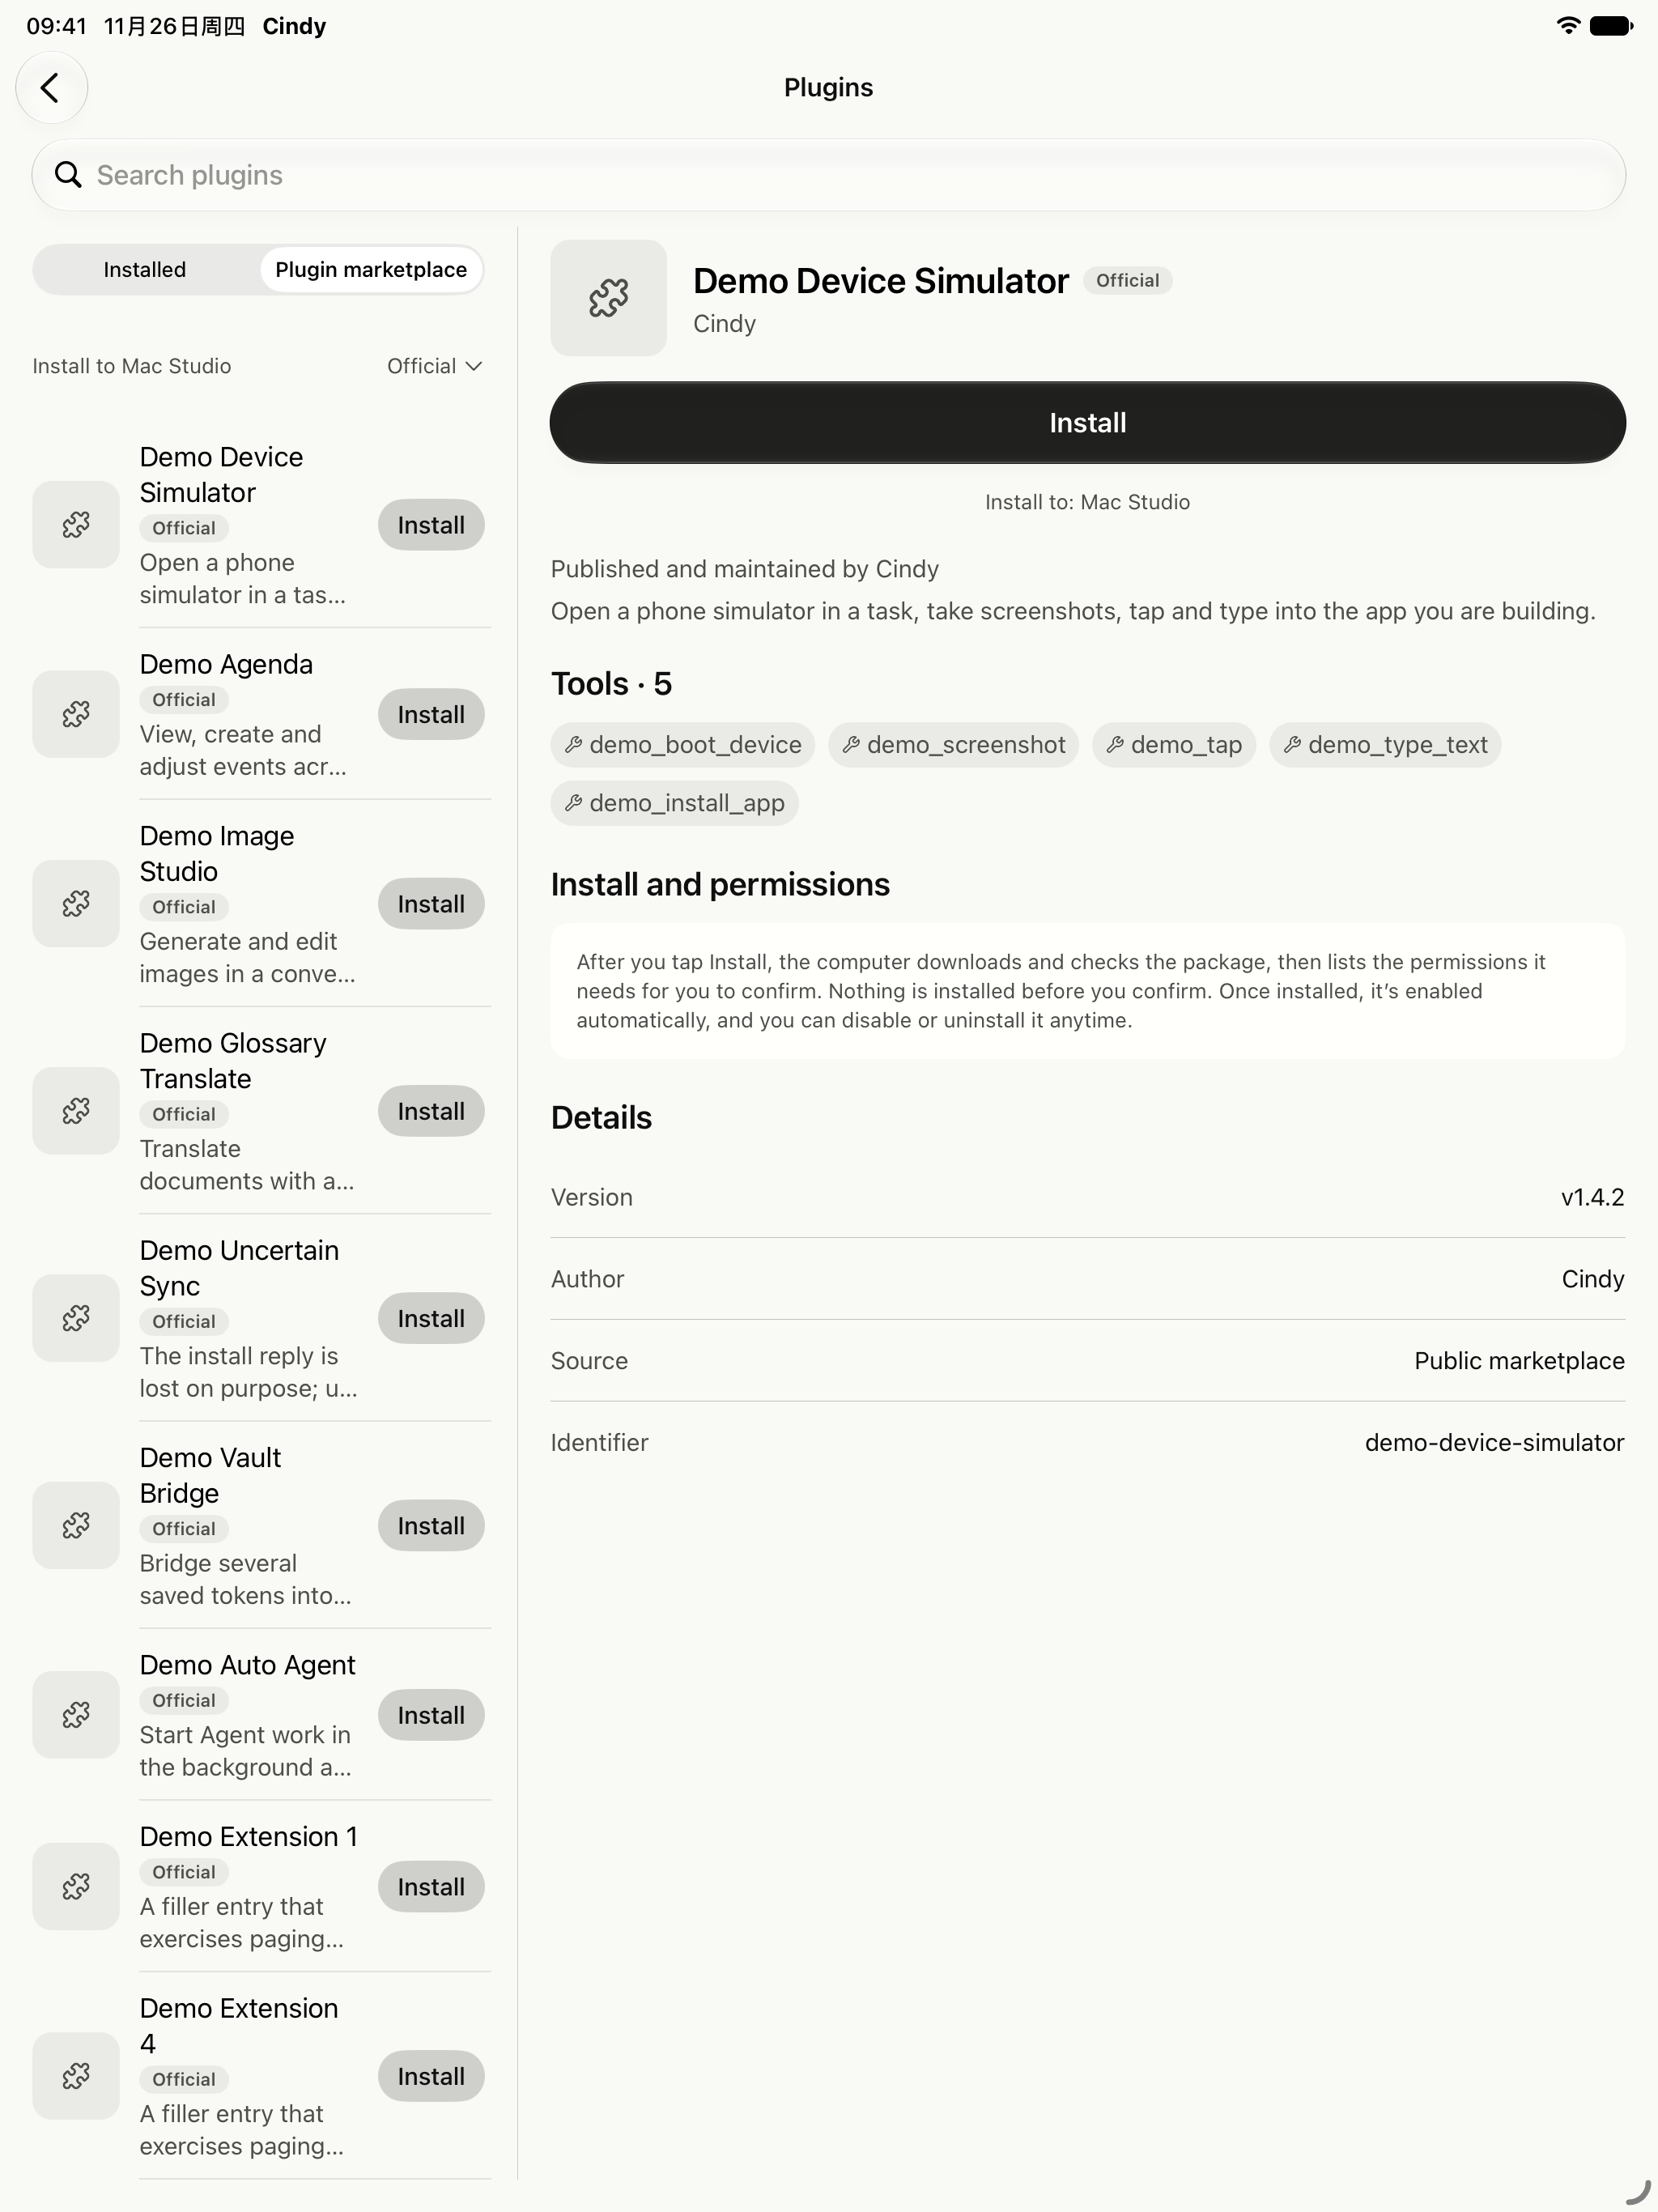 09:41 11月26日周四 Cindy
Plugins
Search plugins
Installed
Plugin marketplace
Install to Mac Studio
Official
Demo Device
Simulator
Official
Open a phone
simulator in a tas...
Install
Demo Agenda
Official
View, create and
adjust events acr...
Install
Demo Image
Studio
Official
Generate and edit
images in a conve...
Install
Demo Glossary
Translate
Official
Translate
documents with a...
Install
Demo Uncertain
Sync
Official
The install reply is
lost on purpose; u...
Install
Demo Vault
Bridge
Official
Bridge several
saved tokens into...
Install
Demo Auto Agent
Official
Start Agent work in
the background a...
Install
Demo Extension 1
Official
A filler entry that
exercises paging...
Install
Demo Extension
4
Official
A filler entry that
exercises paging...
Install
Demo Device Simulator Official
Cindy
Install
Install to: Mac Studio
Published and maintained by Cindy
Open a phone simulator in a task, take screenshots, tap and type into the app you are building.
Tools · 5
demo_boot_device demo_screenshot demo_tap demo_type_text
demo_install_app
Install and permissions
After you tap Install, the computer downloads and checks the package, then lists the permissions it
needs for you to confirm. Nothing is installed before you confirm. Once installed, it’s enabled
automatically, and you can disable or uninstall it anytime.
Details
Version v1.4.2
Author Cindy
Source Public marketplace
Identifier demo-device-simulator